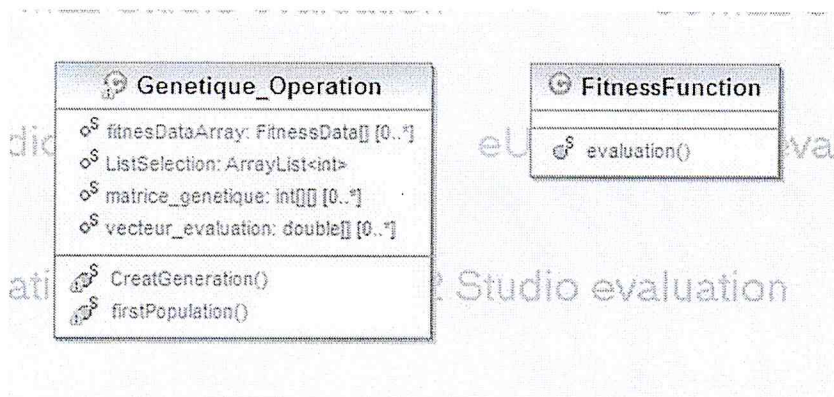 Genetique_Operation
fitnesDataArray: FitnessData[] [0..*]
ListSelection: ArrayList<int>
matrice_genetique: int[][] [0..*]
vecteur_evaluation: double[] [0..*]
CreatGeneration()
firstPopulation()
FitnessFunction
evaluation()
Studio evaluation